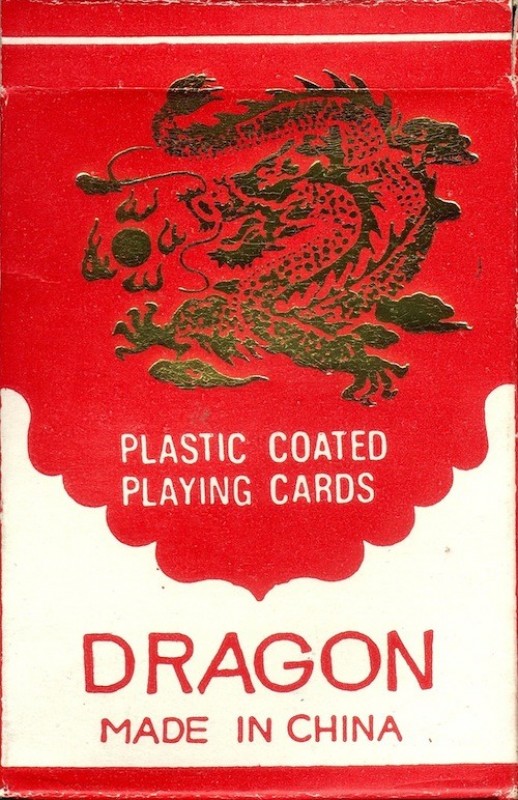 PLASTIC COATED
PLAYING CARDS
DRAGON
MADE IN CHINA